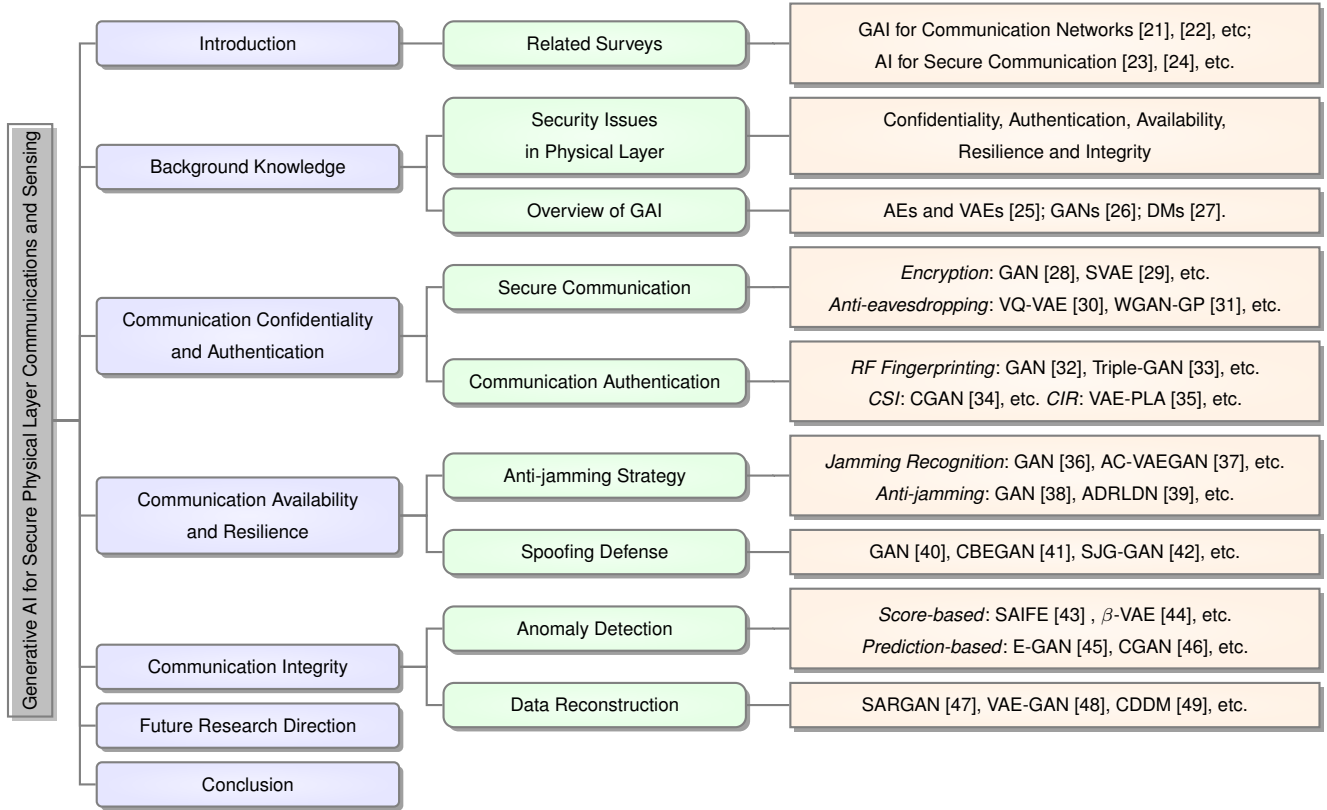 Generative AI for Secure Physical Layer Communications and Sensing
Introduction
Related Surveys
GAI for Communication Networks [21], [22], etc;
AI for Secure Communication [23], [24], etc.
Background Knowledge
Security Issues
in Physical Layer
Confidentiality, Authentication, Availability,
Resilience and Integrity
Overview of GAI
AEs and VAEs [25]; GANs [26]; DMs [27].
Communication Confidentiality
and Authentication
Secure Communication
Encryption: GAN [28], SVAE [29], etc.
Anti-eavesdropping: VQ-VAE [30], WGAN-GP [31], etc.
Communication Authentication
RF Fingerprinting: GAN [32], Triple-GAN [33], etc.
CSI: CGAN [34], etc. CIR: VAE-PLA [35], etc.
Communication Availability
and Resilience
Anti-jamming Strategy
Jamming Recognition: GAN [36], AC-VAEGAN [37], etc.
Anti-jamming: GAN [38], ADRLDN [39], etc.
Spoofing Defense
GAN [40], CBEGAN [41], SJG-GAN [42], etc.
Communication Integrity
Anomaly Detection
Score-based: SAIFE [43] , β-VAE [44], etc.
Prediction-based: E-GAN [45], CGAN [46], etc.
Data Reconstruction
SARGAN [47], VAE-GAN [48], CDDM [49], etc.
Future Research Direction
Conclusion